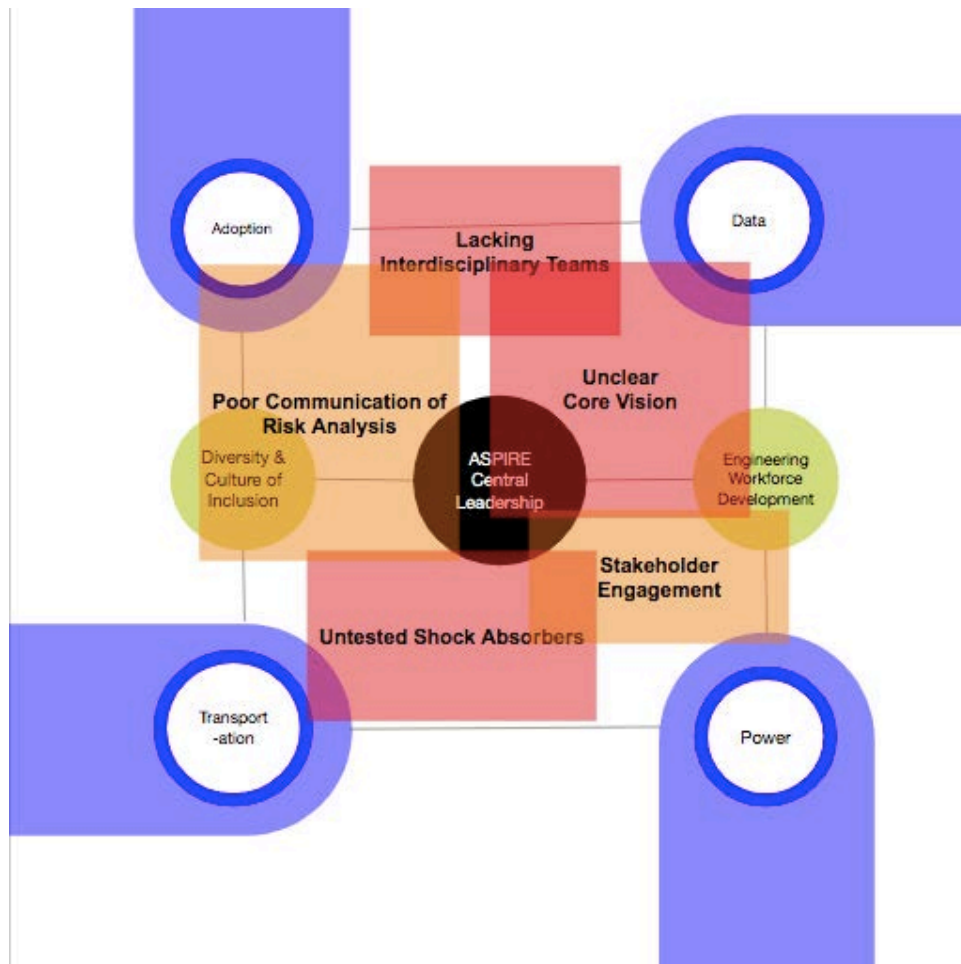 Adoption
Data
Lacking
Interdisciplinary Teams
Unclear
Core Vision
Poor Communication of
Risk Analysis
Diversity &
Culture of
Inclusion
ASPIRE
Central
Leadership
Engineering
Workforce
Development
Stakeholder
Engagement
Untested Shock Absorbers
Transport
-ation
Power